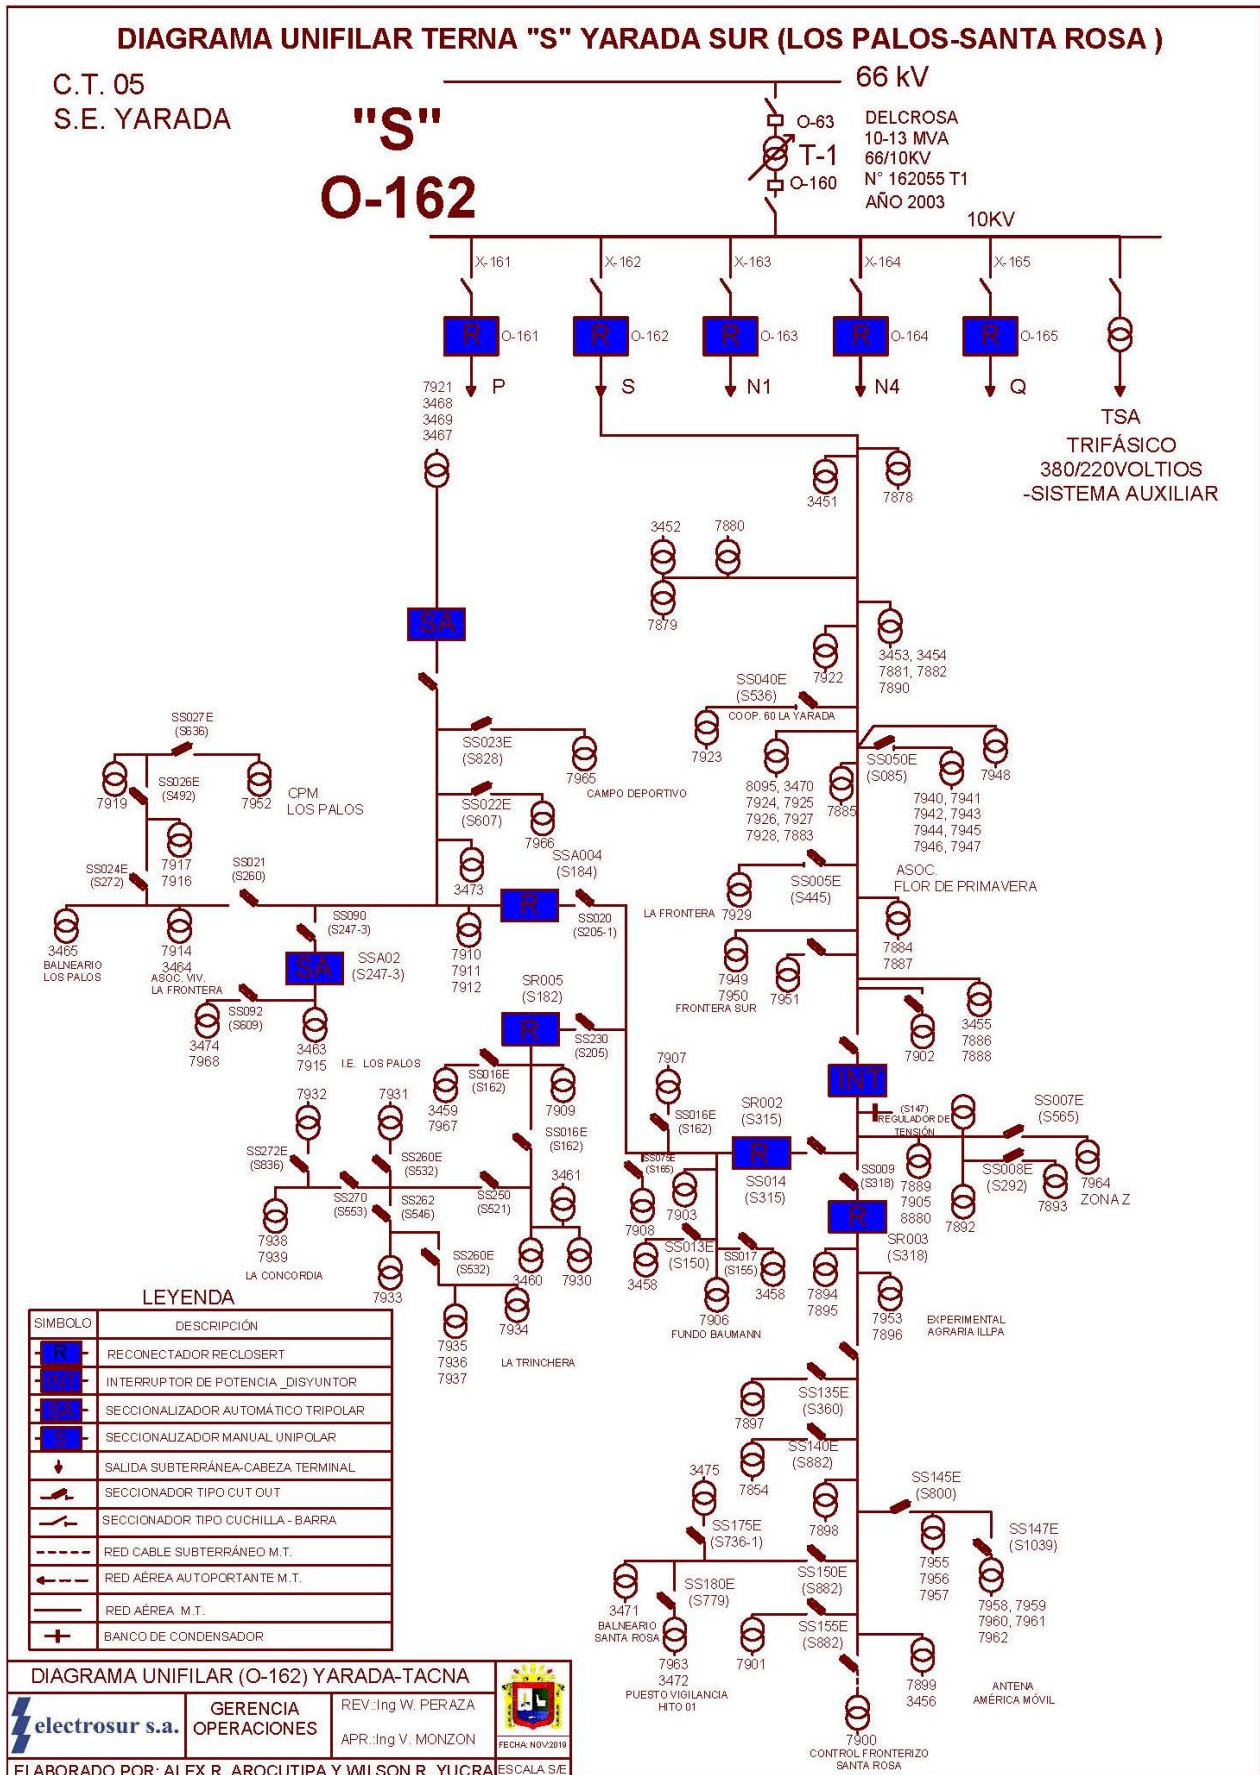 DIAGRAMA UNIFILAR TERNA "S" YARADA SUR (LOS PALOS-SANTA ROSA )
C.T. 05
S.E. YARADA
"S"
O-162
66 kV
O-63
T-1
O-160
DELCROSA
10-13 MVA
66/10KV
N° 162055 T1
AÑO 2003
10KV
X-161
X-162
X-163
X-164
X-165
R
O-161
R
O-162
R
O-163
R
O-164
R
O-165
P
S
N1
N4
Q
TSA
TRIFÁSICO
380/220VOLTIOS
-SISTEMA AUXILIAR
7921
3468
3469
3467
3451
7878
3452
7880
7879
SA
7922
3453, 3454
7881, 7882
7890
SS040E
(S536)
COOP. 60 LA YARADA
7923
SS027E
(S636)
SS026E
(S492)
7919
7952
CPM
LOS PALOS
7917
7916
SS024E
(S272)
SS021
(S260)
SS023E
(S828)
7965
CAMPO DEPORTIVO
SS022E
(S607)
7966
3473
8095, 3470
7924, 7925
7926, 7927
7928, 7883
7885
SS050E
(S085)
7948
7940, 7941
7942, 7943
7944, 7945
7946, 7947
SSA004
(S184)
R
SS020
(S205-1)
LA FRONTERA
7929
SS005E
(S445)
ASOC.
FLOR DE PRIMAVERA
7884
7887
3465
BALNEARIO
LOS PALOS
7914
3464
ASOC. VIV.
LA FRONTERA
SS090
(S247-3)
SA
SSA02
(S247-3)
7910
7911
7912
SS092
(S609)
3474
7968
3463
7915
I.E. LOS PALOS
SR005
(S182)
R
SS230
(S205)
7949
7950
FRONTERA SUR
7951
7902
3455
7886
7888
INT
(S147)
REGULADOR DE
TENSIÓN
SS007E
(S565)
7964
ZONA Z
SS008E
(S292)
7893
7892
7889
7905
8880
SS009
(S318)
R
SR003
(S318)
SS016E
(S162)
3459
7967
7909
SS016E
(S162)
7907
SS016E
(S162)
SR002
(S315)
R
SS014
(S315)
SS075E
(S165)
7908
7903
3458
SS013E
(S150)
SS017
(S155)
3458
7906
FUNDO BAUMANN
7932
7931
SS272E
(S836)
SS260E
(S532)
SS270
(S553)
SS262
(S546)
SS250
(S521)
3461
7938
7939
LA CONCORDIA
7933
SS260E
(S532)
3460
7930
7934
7935
7936
7937
LA TRINCHERA
7894
7895
7953
7896
EXPERIMENTAL
AGRARIA ILLPA
SS135E
(S360)
7897
SS140E
(S882)
7854
7898
3475
SS175E
(S736-1)
SS150E
(S882)
SS180E
(S779)
3471
BALNEARIO
SANTA ROSA
7963
3472
PUESTO VIGILANCIA
HITO 01
7901
SS155E
(S882)
SS145E
(S800)
SS147E
(S1039)
7955
7956
7957
7958, 7959
7960, 7961
7962
7899
3456
ANTENA
AMÉRICA MÓVIL
7900
CONTROL FRONTERIZO
SANTA ROSA
LEYENDA
SIMBOLO DESCRIPCIÓN
R RECONECTADOR RECLOSERT
INT INTERRUPTOR DE POTENCIA _DISYUNTOR
SA SECCIONALIZADOR AUTOMÁTICO TRIPOLAR
SECCIONALIZADOR MANUAL UNIPOLAR
SALIDA SUBTERRÁNEA-CABEZA TERMINAL
SECCIONADOR TIPO CUT OUT
SECCIONADOR TIPO CUCHILLA - BARRA
RED CABLE SUBTERRÁNEO M.T.
RED AÉREA AUTOPORTANTE M.T.
RED AÉREA M.T.
BANCO DE CONDENSADOR
DIAGRAMA UNIFILAR (O-162) YARADA-TACNA
electrosur s.a.
GERENCIA
OPERACIONES
REV.:Ing W. PERAZA
APR.:Ing V. MONZON
FECHA: NOV2019
ELABORADO POR: ALEX R. AROCUTIPA Y WILSON R. YUCRA
ESCALA S/E